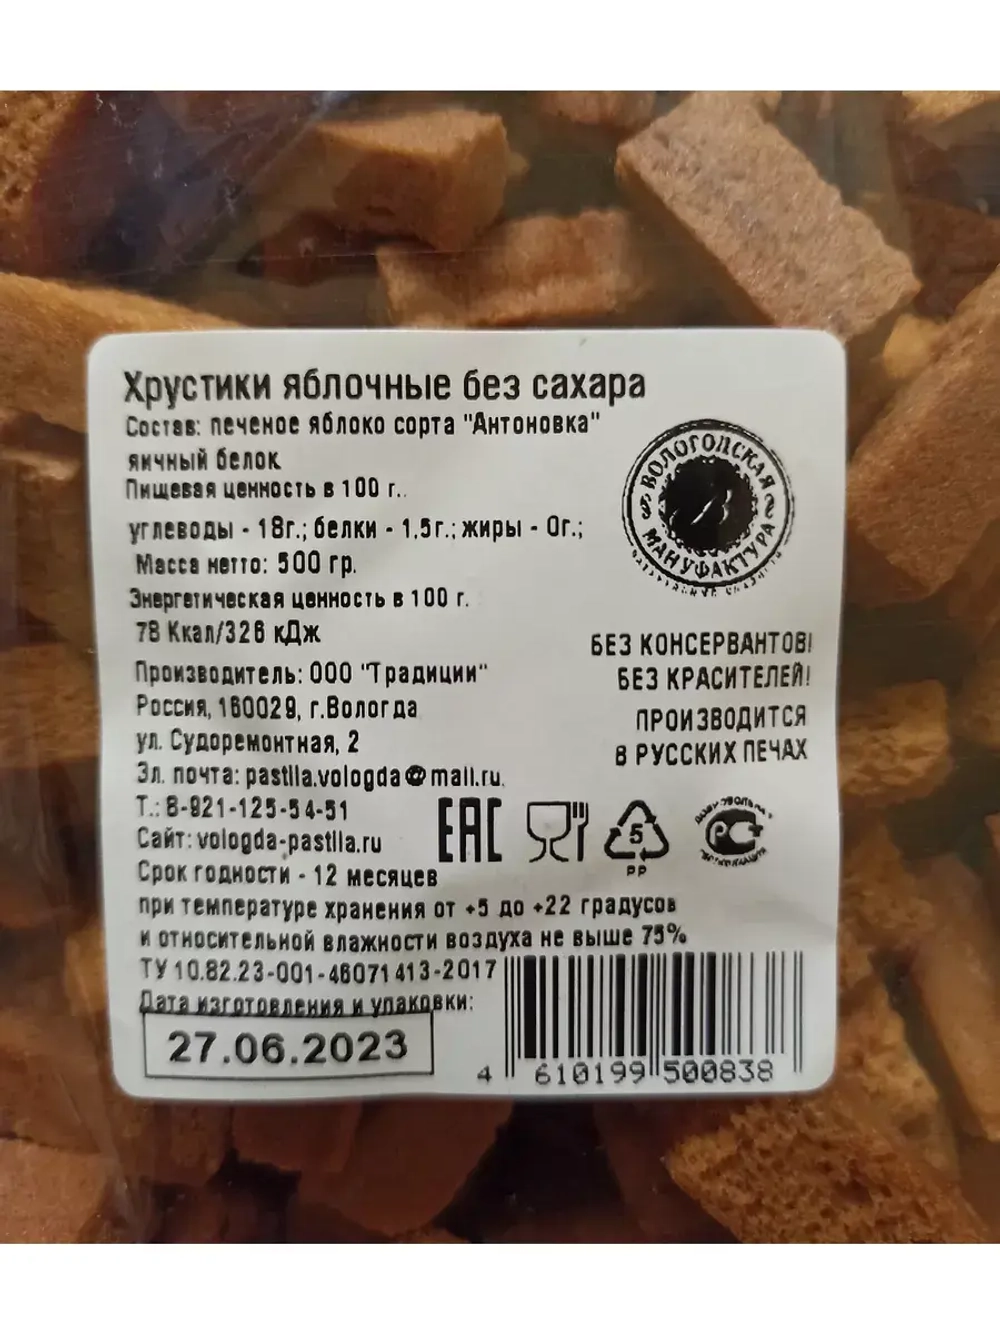 Хрустики яблочные без сахара
Состав: печеное яблоко сорта "Антоновка"
яичный белок
Пищевая ценность в 100 г..
углеводы - 18г.; белки - 1,5г.; жиры - 0г.;
Масса нетто: 500 гр.
Энергетическая ценность в 100 г.
78 Ккал/326 кДж
ВОЛОГОДСКАЯ
МАНУФАКТУРА
БЕЗ КОНСЕРВАНТОВ!
БЕЗ КРАСИТЕЛЕЙ!
ПРОИЗВОДИТСЯ
В РУССКИХ ПЕЧАХ
Производитель: ООО "Традиции"
Россия, 160029, г.Вологда
ул. Судоремонтная, 2
Эл. почта: pastila.vologda@mail.ru.
Т.: 8-921-125-54-51
Сайт: vologda-pastila.ru
EAC
5
PP
РСТ
Срок годности - 12 месяцев
при температуре хранения от +5 до +22 градусов
и относительной влажности воздуха не выше 75%
ТУ 10.82.23-001-46071413-2017
Дата изготовления и упаковки:
27.06.2023
4 610199 500838